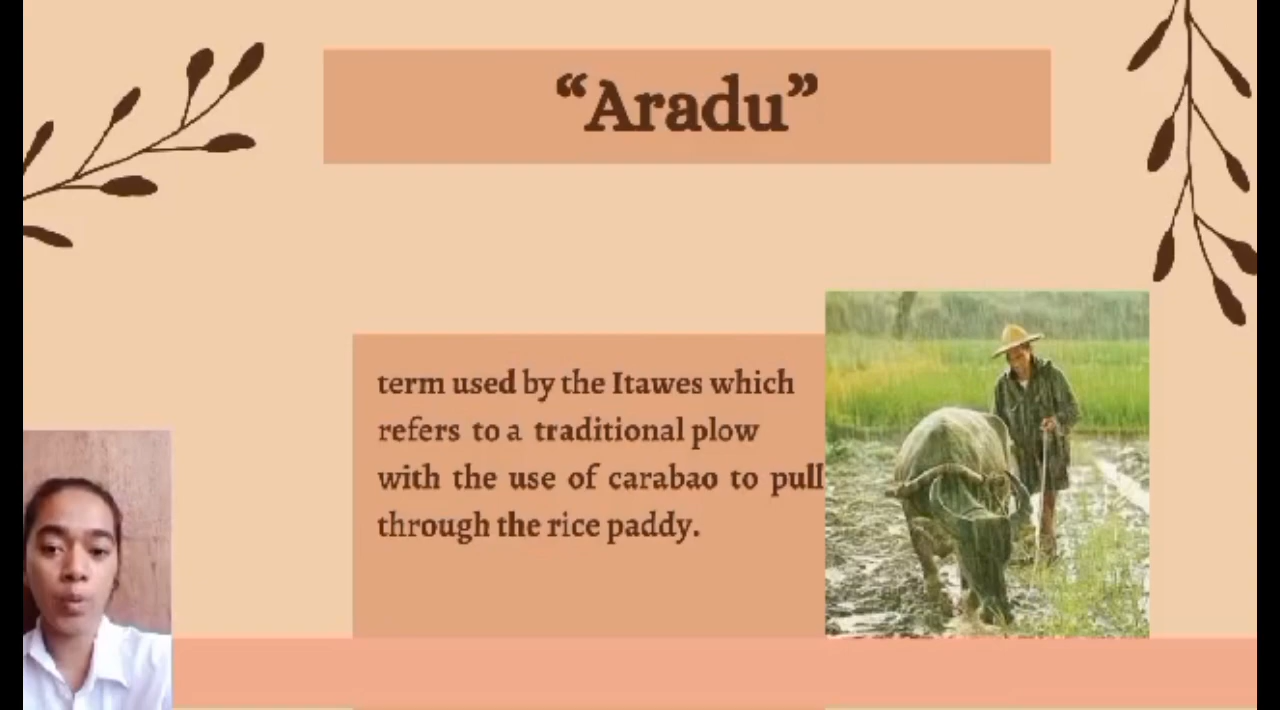 “Aradu”
term used by the Itawes which
refers to a traditional plow
with the use of carabao to pull
through the rice paddy.